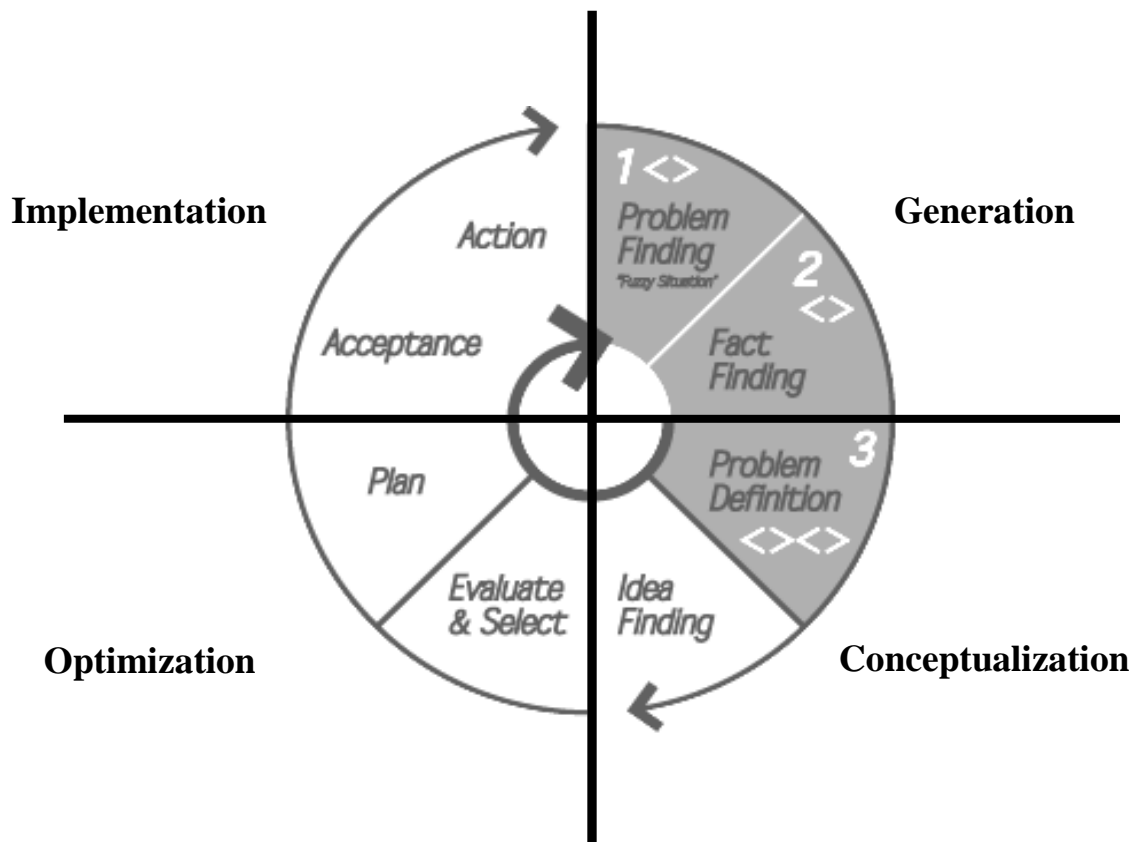 Implementation
Generation
1 <>
Problem
Finding
"Fuzzy Situation"
2
<>
Fact
Finding
3
Problem
Definition
<><>
Idea
Finding
Conceptualization
Evaluate
& Select
Optimization
Plan
Acceptance
Action